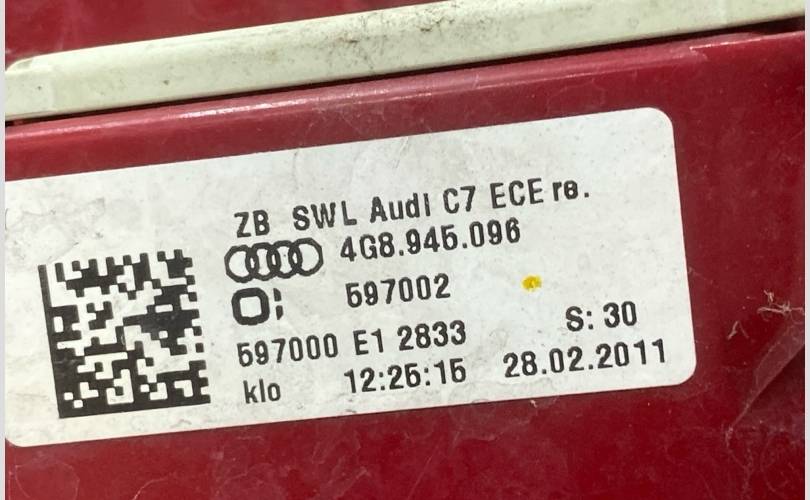 ZB SWL Audi C7 ECE re.
4G8.945.096
597002
597000 E1 2833 S: 30
klo 12:25:15 28.02.2011